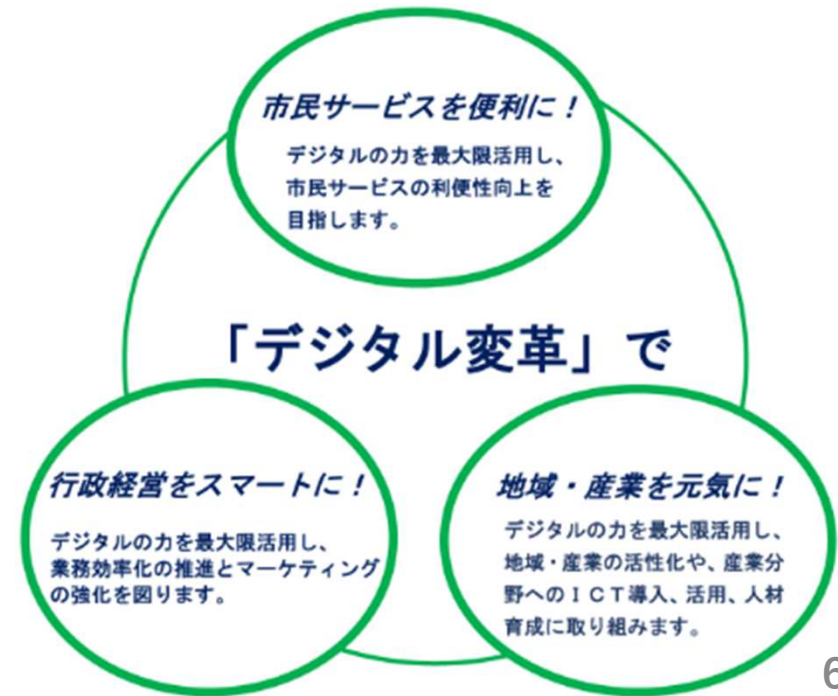 市民サービスを便利に！
デジタルの力を最大限活用し、
市民サービスの利便性向上を
目指します。
「デジタル変革」で
行政経営をスマートに！
デジタルの力を最大限活用し、
業務効率化の推進とマーケティング
の強化を図ります。
地域・産業を元気に！
デジタルの力を最大限活用し、
地域・産業の活性化や、産業分
野へのＩＣＴ導入、活用、人材
育成に取り組みます。
6